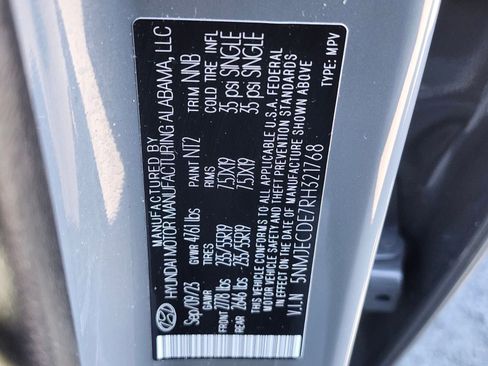 MANUFACTURED BY
HYUNDAI MOTOR MANUFACTURING ALABAMA, LLC
Sep/09/23 GVWR 4761 lbs PAINT NT2 TRIM NNB
GAWR TIRES RIMS COLD TIRE INFL
FRONT 2778 lbs 235/55R19 7.5JX19 35 psi SINGLE
REAR 2646 lbs 235/55R19 7.5JX19 35 psi SINGLE
THIS VEHICLE CONFORMS TO ALL APPLICABLE U.S.A. FEDERAL
MOTOR VEHICLE SAFETY AND THEFT PREVENTION STANDARDS
IN EFFECT ON THE DATE OF MANUFACTURE SHOWN ABOVE
V.I.N 5NMJECDE7RH321768 TYPE: MPV